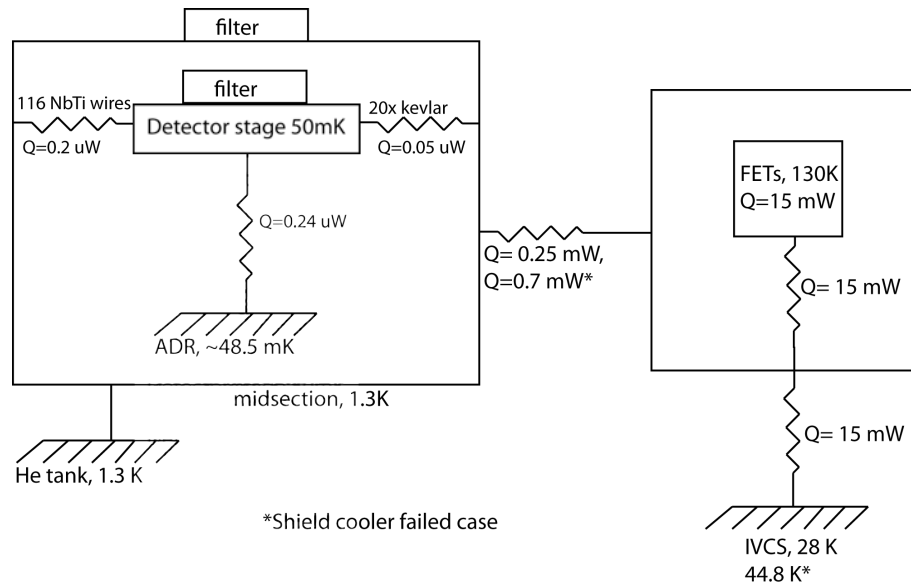 filter
filter
116 NbTi wires
20x kevlar
Detector stage 50mK
Q=0.2 uW
Q=0.05 uW
FETs, 130K
Q=15 mW
Q=0.24 uW
Q= 0.25 mW,
Q=0.7 mW*
Q= 15 mW
ADR, ~48.5 mK
midsection, 1.3K
Q= 15 mW
He tank, 1.3 K
*Shield cooler failed case
IVCS, 28 K
44.8 K*